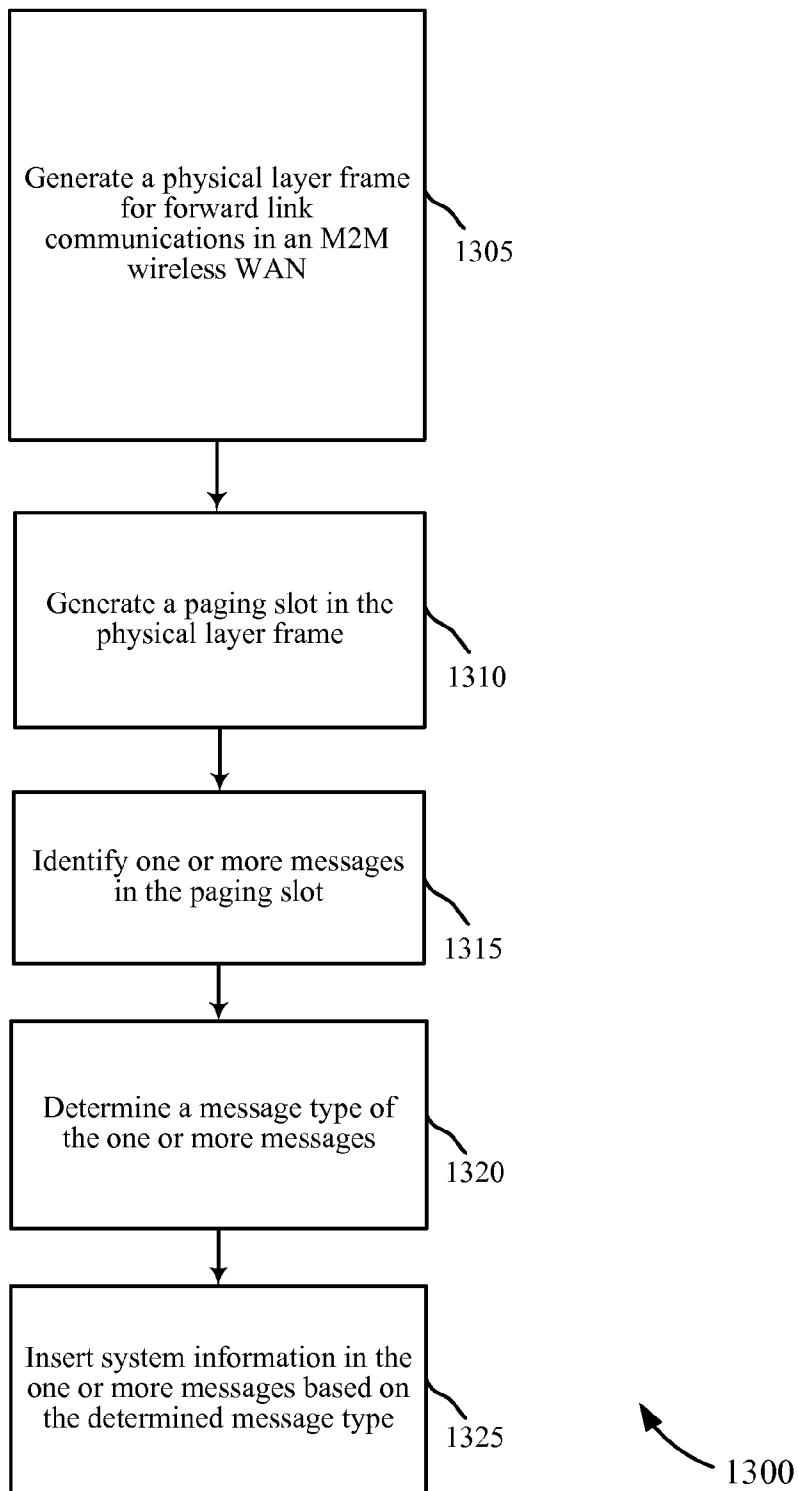 Generate a physical layer frame
for forward link
communications in an M2M
wireless WAN
1305
Generate a paging slot in the
physical layer frame
1310
Identify one or more messages
in the paging slot
1315
Determine a message type of
the one or more messages
1320
Insert system information in the
one or more messages based on
the determined message type
1325
1300